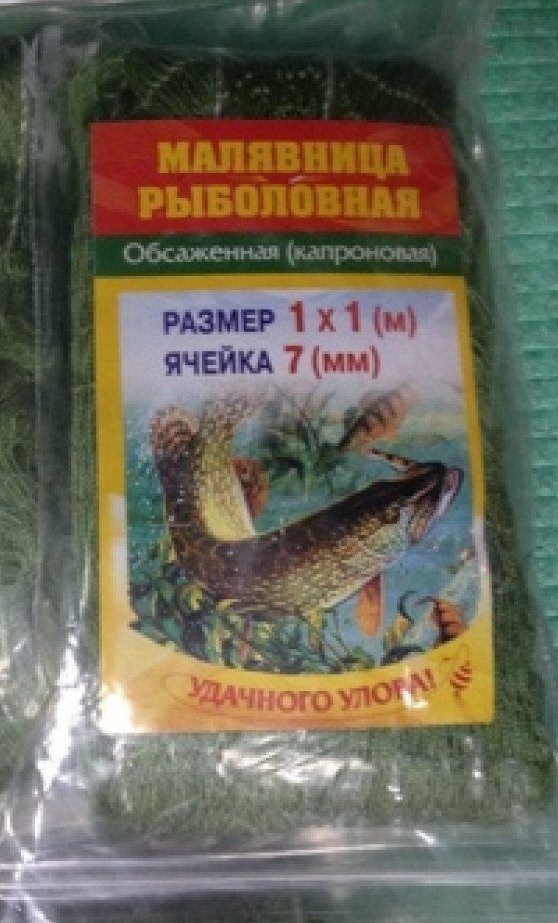 МАЛЯВНИЦА
РЫБОЛОВНАЯ
Обсаженная (капроновая)
РАЗМЕР 1 х 1 (м)
ЯЧЕЙКА 7 (мм)
УДАЧНОГО УЛОВА!